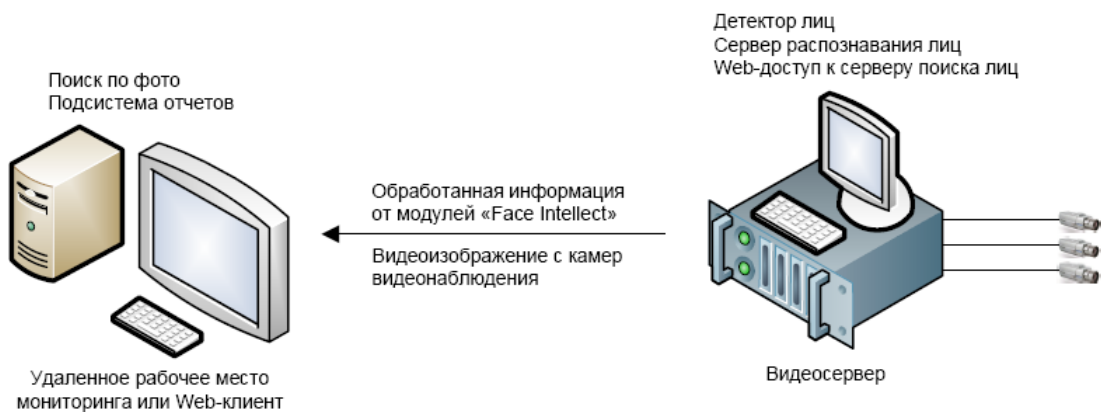 Детектор лиц
Сервер распознавания лиц
Web-доступ к серверу поиска лиц
Поиск по фото
Подсистема отчетов
Обработанная информация
от модулей «Face Intellect»
Видеоизображение с камер
видеонаблюдения
Видеосервер
Удаленное рабочее место
мониторинга или Web-клиент